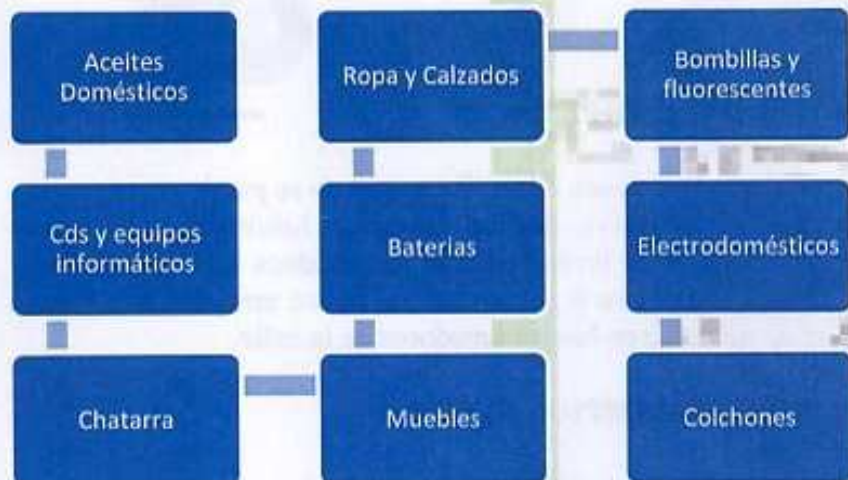 Aceites
Domésticos
Ropa y Calzados
Bombillas y
fluorescentes
Cds y equipos
informáticos
Baterias
Electrodomésticos
Chatarra
Muebles
Colchones